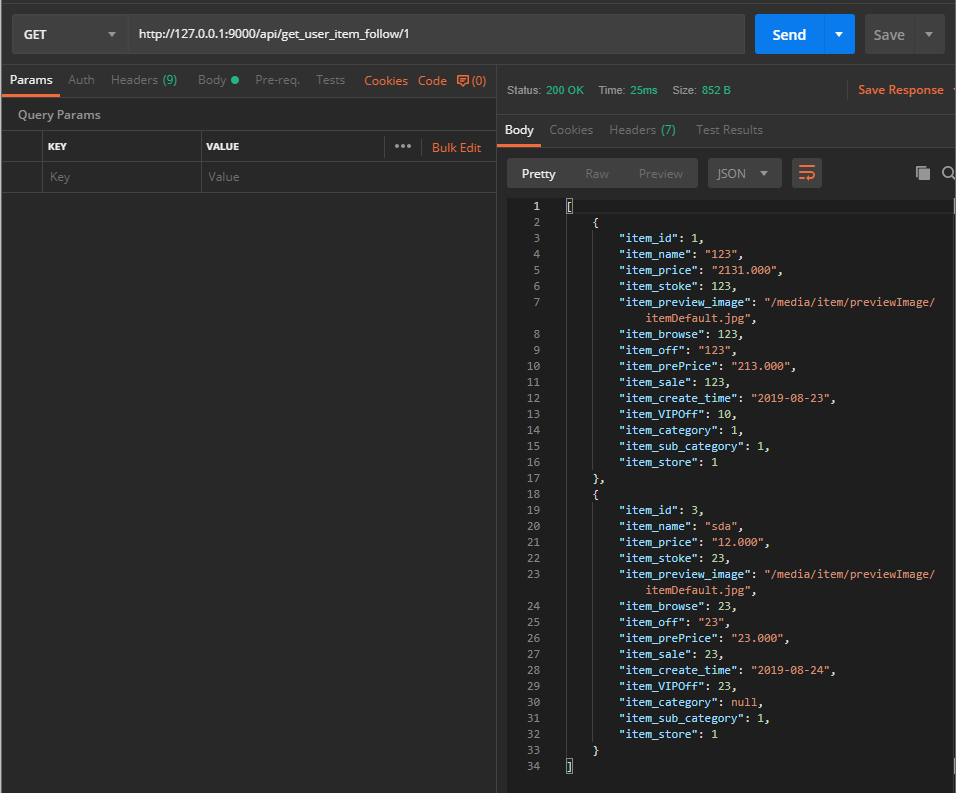 GET http://127.0.0.1:9000/api/get_user_item_follow/1 Send Save
Params Auth Headers (9) Body Pre-req. Tests Cookies Code (0)
Query Params
KEY VALUE ••• Bulk Edit
Key Value
Status: 200 OK Time: 25ms Size: 852 B Save Response
Body Cookies Headers (7) Test Results
Pretty Raw Preview JSON
1 [
2 {
3 "item_id": 1,
4 "item_name": "123",
5 "item_price": "2131.000",
6 "item_stoke": 123,
7 "item_preview_image": "/media/item/previewImage/
itemDefault.jpg",
8 "item_browse": 123,
9 "item_off": "123",
10 "item_prePrice": "213.000",
11 "item_sale": 123,
12 "item_create_time": "2019-08-23",
13 "item_VIPOff": 10,
14 "item_category": 1,
15 "item_sub_category": 1,
16 "item_store": 1
17 },
18 {
19 "item_id": 3,
20 "item_name": "sda",
21 "item_price": "12.000",
22 "item_stoke": 23,
23 "item_preview_image": "/media/item/previewImage/
itemDefault.jpg",
24 "item_browse": 23,
25 "item_off": "23",
26 "item_prePrice": "23.000",
27 "item_sale": 23,
28 "item_create_time": "2019-08-24",
29 "item_VIPOff": 23,
30 "item_category": null,
31 "item_sub_category": 1,
32 "item_store": 1
33 }
34 ]